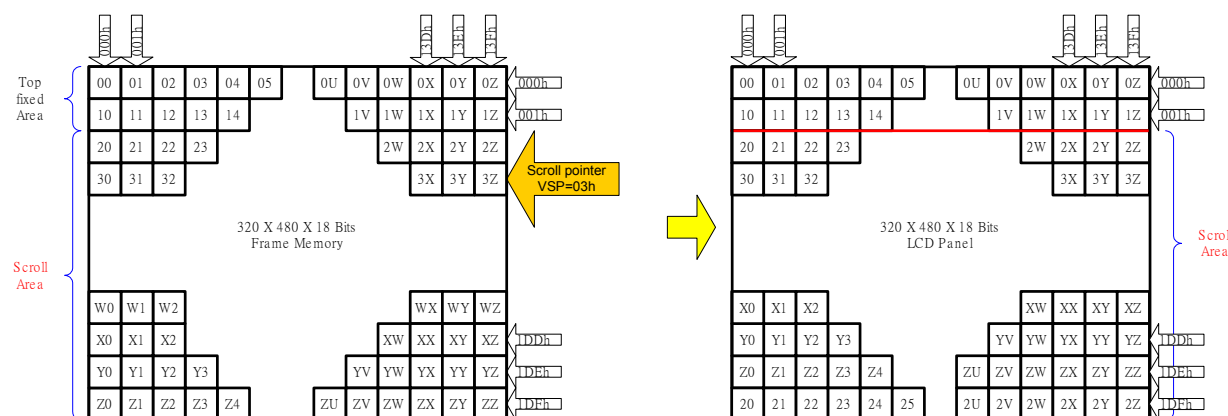 000h 001h 13Dh 13Eh 13Fh 000h 001h 13Dh 13Eh 13Fh
Top
fixed
Area
00 01 02 03 04 05 0U 0V 0W 0X 0Y 0Z 000h
10 11 12 13 14 1V 1W 1X 1Y 1Z 001h
20 21 22 23 2W 2X 2Y 2Z
30 31 32 3X 3Y 3Z
Scroll pointer
VSP=03h
320 X 480 X 18 Bits
Frame Memory
Scroll
Area
W0 W1 W2 WX WY WZ
X0 X1 X2 XW XX XY XZ 1DDh
Y0 Y1 Y2 Y3 YV YW YX YY YZ 1DEh
Z0 Z1 Z2 Z3 Z4 ZU ZV ZW ZX ZY ZZ 1DFh
00 01 02 03 04 05 0U 0V 0W 0X 0Y 0Z 000h
10 11 12 13 14 1V 1W 1X 1Y 1Z 001h
20 21 22 23 2W 2X 2Y 2Z
30 31 32 3X 3Y 3Z
320 X 480 X 18 Bits
LCD Panel
Scrol
Area
X0 X1 X2 XW XX XY XZ
Y0 Y1 Y2 Y3 YV YW YX YY YZ 1DDh
Z0 Z1 Z2 Z3 Z4 ZU ZV ZW ZX ZY ZZ 1DEh
20 21 22 23 24 25 2U 2V 2W 2X 2Y 2Z 1DFh